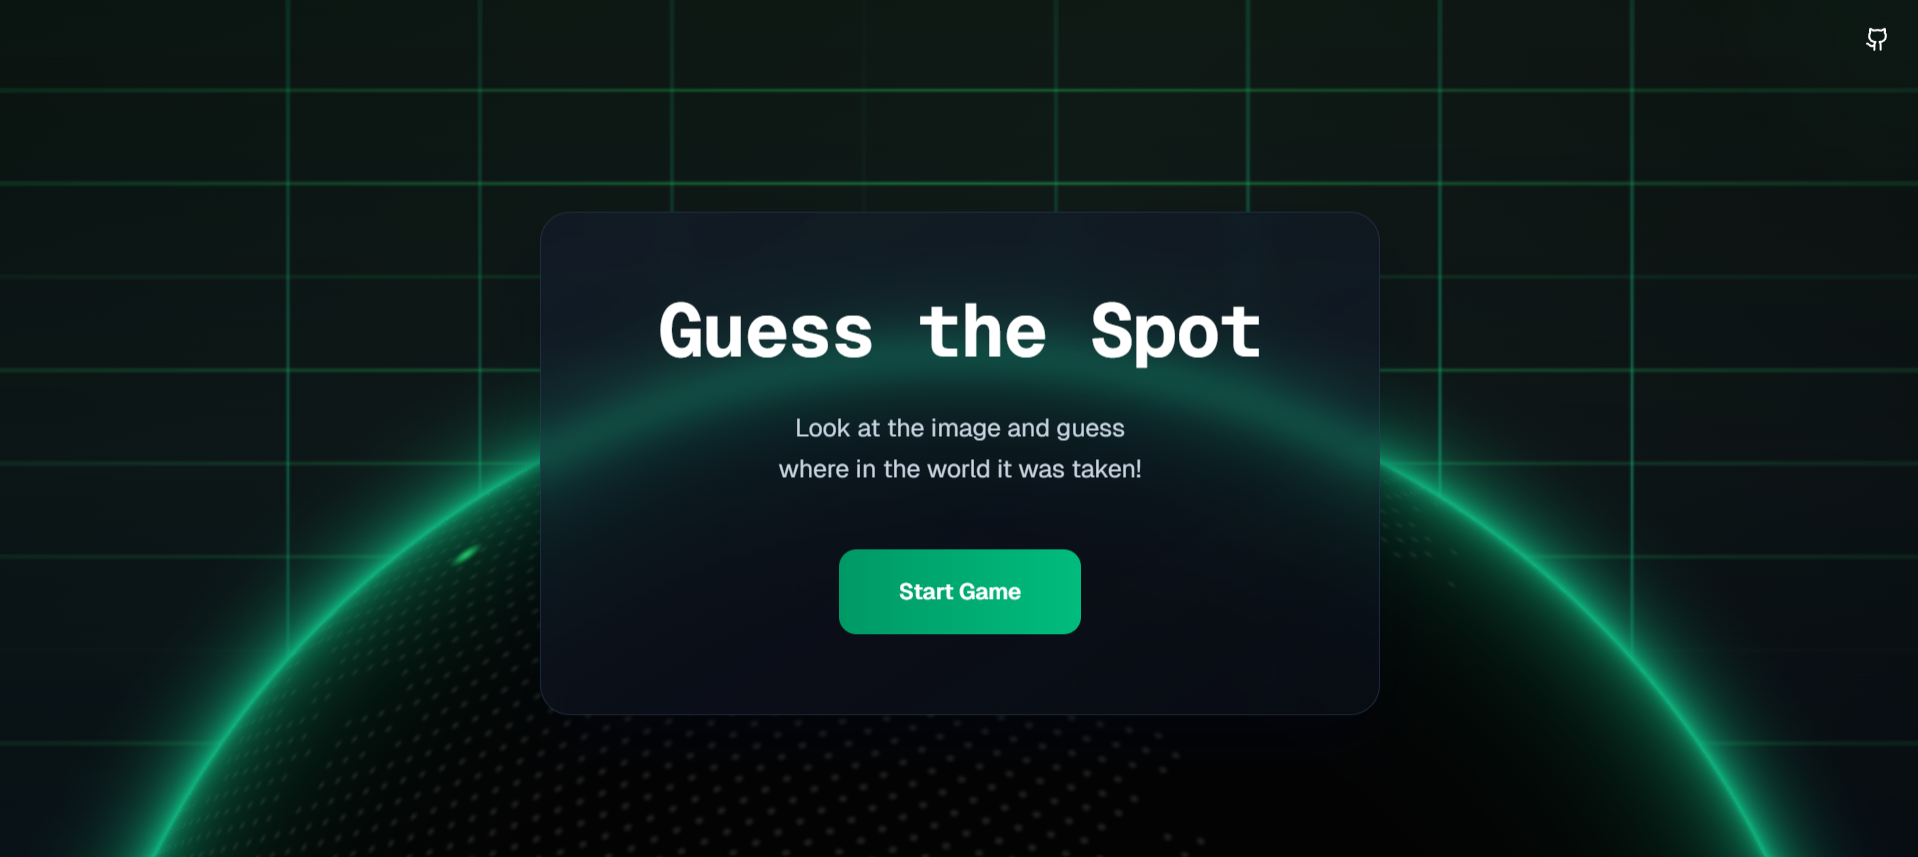 Guess the Spot
Look at the image and guess
where in the world it was taken!
Start Game